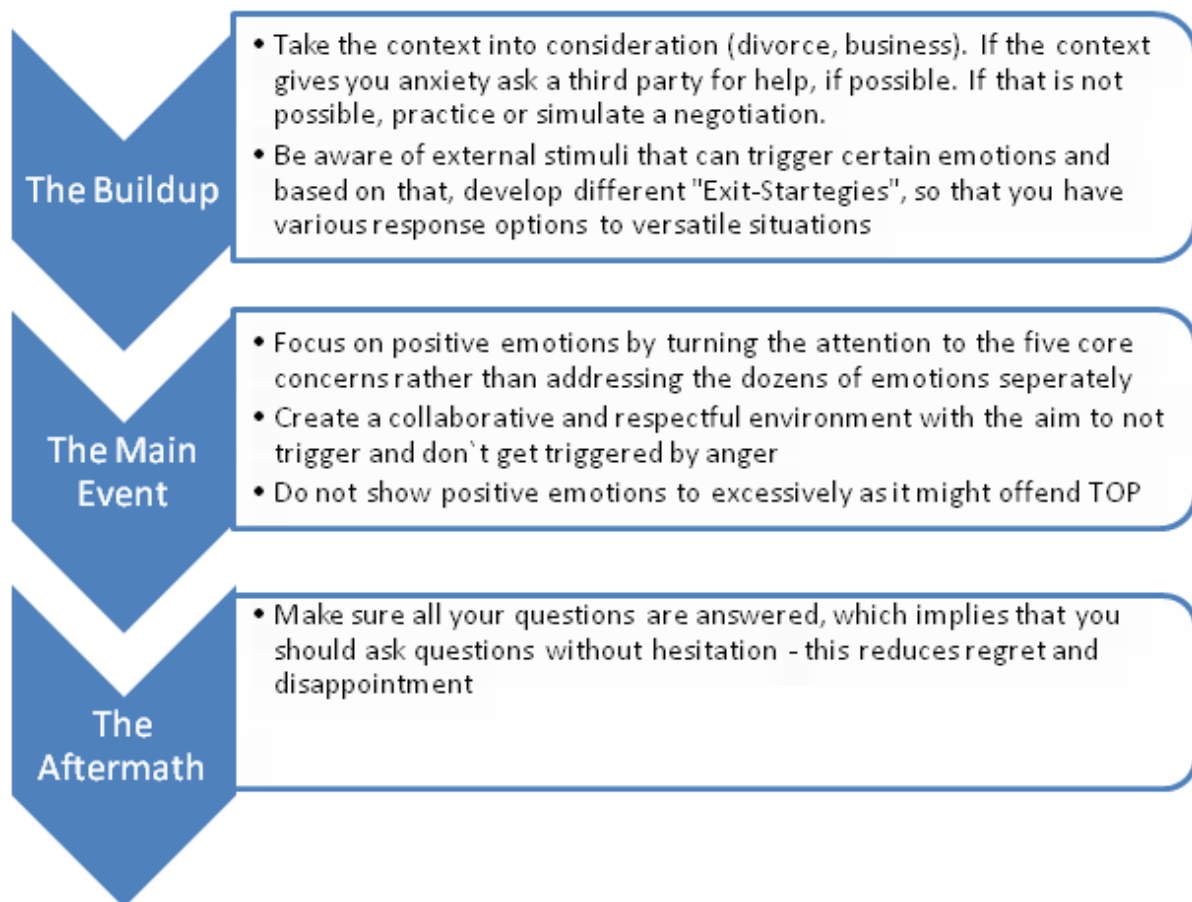 The Buildup
• Take the context into consideration (divorce, business). If the context
gives you anxiety ask a third party for help, if possible. If that is not
possible, practice or simulate a negotiation.
• Be aware of external stimuli that can trigger certain emotions and
based on that, develop different "Exit-Startegies", so that you have
various response options to versatile situations
The Main
Event
• Focus on positive emotions by turning the attention to the five core
concerns rather than addressing the dozens of emotions seperately
• Create a collaborative and respectful environment with the aim to not
trigger and don`t get triggered by anger
• Do not show positive emotions to excessively as it might offend TOP
The
Aftermath
• Make sure all your questions are answered, which implies that you
should ask questions without hesitation - this reduces regret and
disappointment